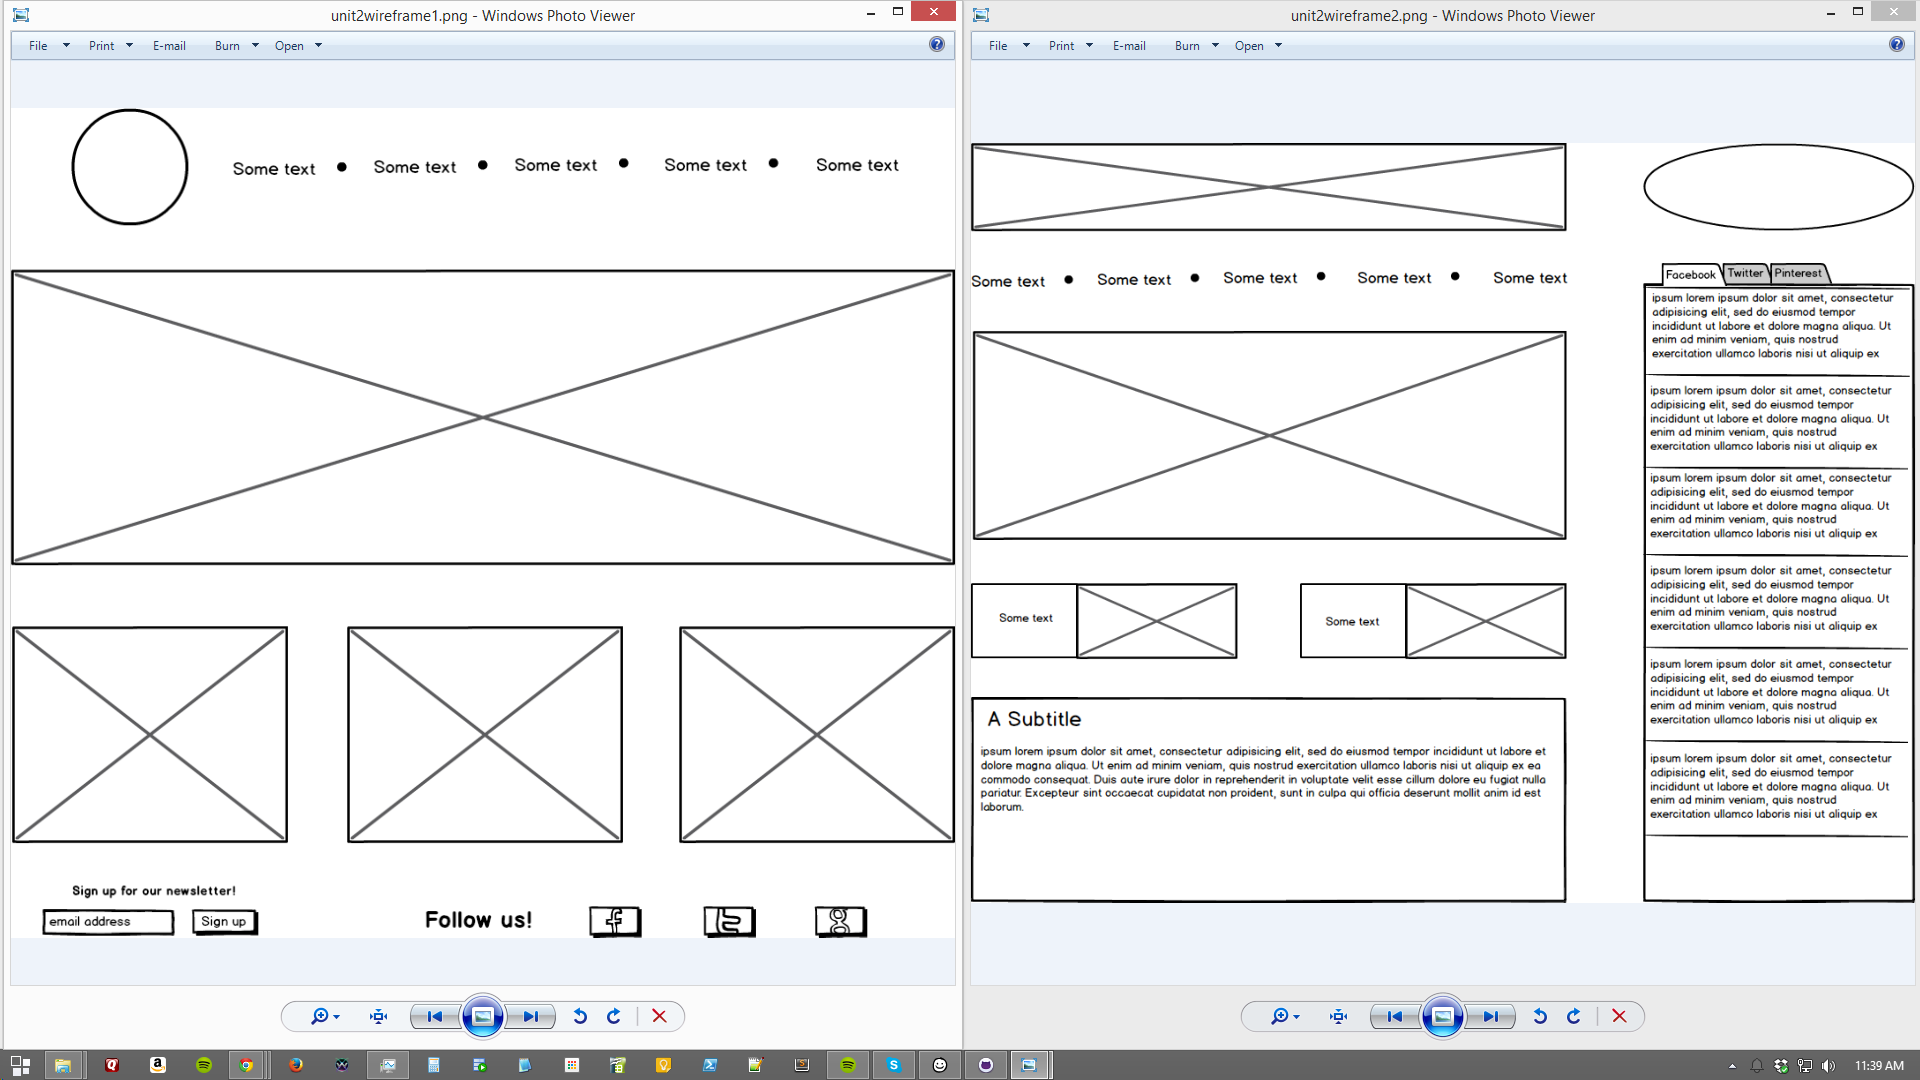 unit2wireframe1.png - Windows Photo Viewer
File Print E-mail Burn Open
Some text Some text Some text Some text Some text
Sign up for our newsletter!
email address Sign up
Follow us!
unit2wireframe2.png - Windows Photo Viewer
File Print E-mail Burn Open
Some text Some text Some text Some text Some text
Some text
Some text
A Subtitle
ipsum lorem ipsum dolor sit amet, consectetur adipisicing elit, sed do eiusmod tempor incididunt ut labore et
dolore magna aliqua. Ut enim ad minim veniam, quis nostrud exercitation ullamco laboris nisi ut aliquip ex ea
commodo consequat. Duis aute irure dolor in reprehenderit in voluptate velit esse cillum dolore eu fugiat nulla
pariatur. Excepteur sint occaecat cupidatat non proident, sunt in culpa qui officia deserunt mollit anim id est
laborum.
Facebook Twitter Pinterest
ipsum lorem ipsum dolor sit amet, consectetur
adipisicing elit, sed do eiusmod tempor
incididunt ut labore et dolore magna aliqua. Ut
enim ad minim veniam, quis nostrud
exercitation ullamco laboris nisi ut aliquip ex
ipsum lorem ipsum dolor sit amet, consectetur
adipisicing elit, sed do eiusmod tempor
incididunt ut labore et dolore magna aliqua. Ut
enim ad minim veniam, quis nostrud
exercitation ullamco laboris nisi ut aliquip ex
ipsum lorem ipsum dolor sit amet, consectetur
adipisicing elit, sed do eiusmod tempor
incididunt ut labore et dolore magna aliqua. Ut
enim ad minim veniam, quis nostrud
exercitation ullamco laboris nisi ut aliquip ex
ipsum lorem ipsum dolor sit amet, consectetur
adipisicing elit, sed do eiusmod tempor
incididunt ut labore et dolore magna aliqua. Ut
enim ad minim veniam, quis nostrud
exercitation ullamco laboris nisi ut aliquip ex
ipsum lorem ipsum dolor sit amet, consectetur
adipisicing elit, sed do eiusmod tempor
incididunt ut labore et dolore magna aliqua. Ut
enim ad minim veniam, quis nostrud
exercitation ullamco laboris nisi ut aliquip ex
ipsum lorem ipsum dolor sit amet, consectetur
adipisicing elit, sed do eiusmod tempor
incididunt ut labore et dolore magna aliqua. Ut
enim ad minim veniam, quis nostrud
exercitation ullamco laboris nisi ut aliquip ex
11:39 AM